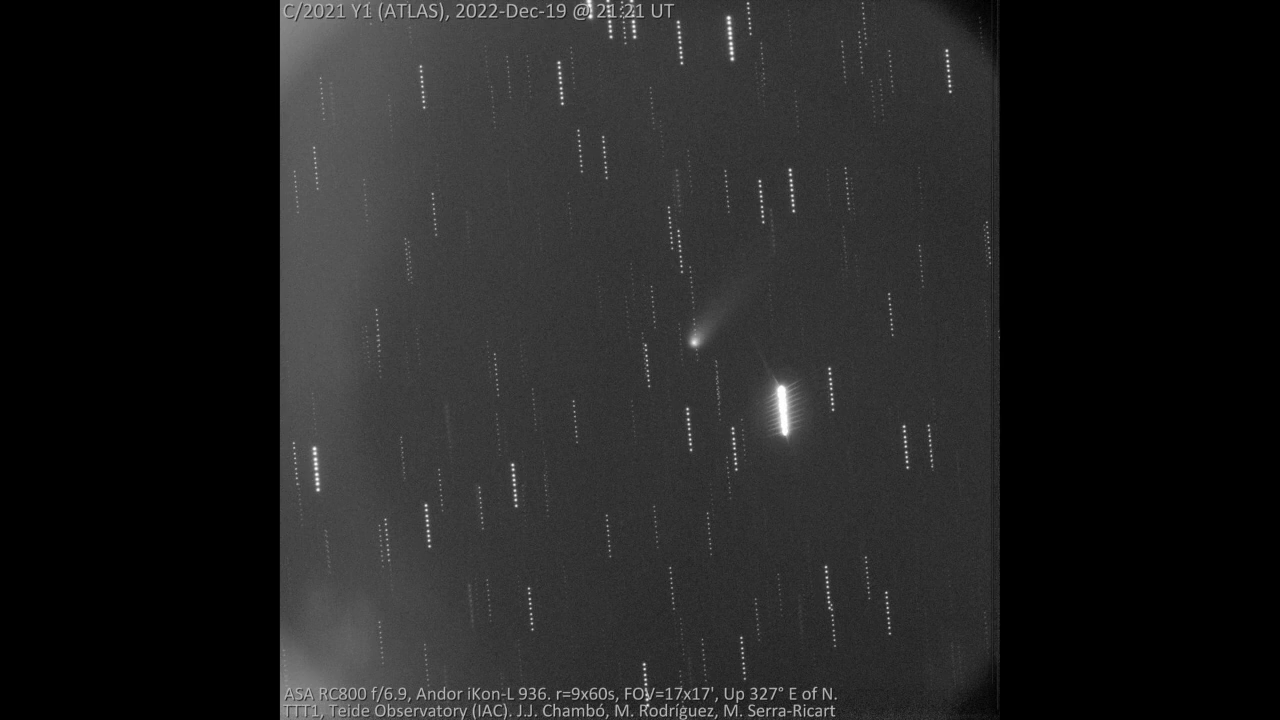 C/2021 Y1 (ATLAS), 2022-Dec-19 @ 21:21 UT
ASA RC800 f/6.9, Andor iKon-L 936. r=9x60s, FOV=17x17', Up 327° E of N.
TTT1, Teide Observatory (IAC). J.J. Chambó, M. Rodríguez, M. Serra-Ricart